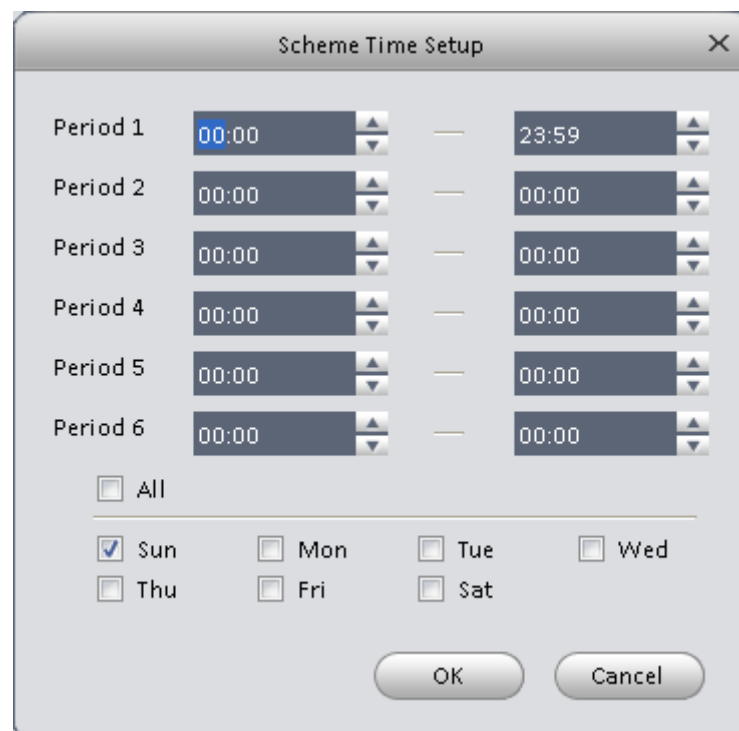 Scheme Time Setup
Period 1 00:00 — 23:59
Period 2 00:00 — 00:00
Period 3 00:00 — 00:00
Period 4 00:00 — 00:00
Period 5 00:00 — 00:00
Period 6 00:00 — 00:00
All
Sun Mon Tue Wed
Thu Fri Sat
OK Cancel